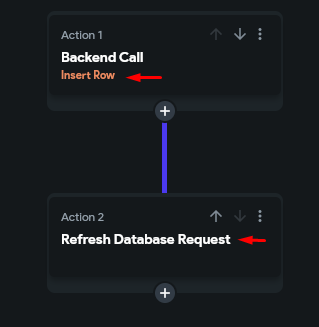 Action 1
Backend Call
Insert Row
Action 2
Refresh Database Request